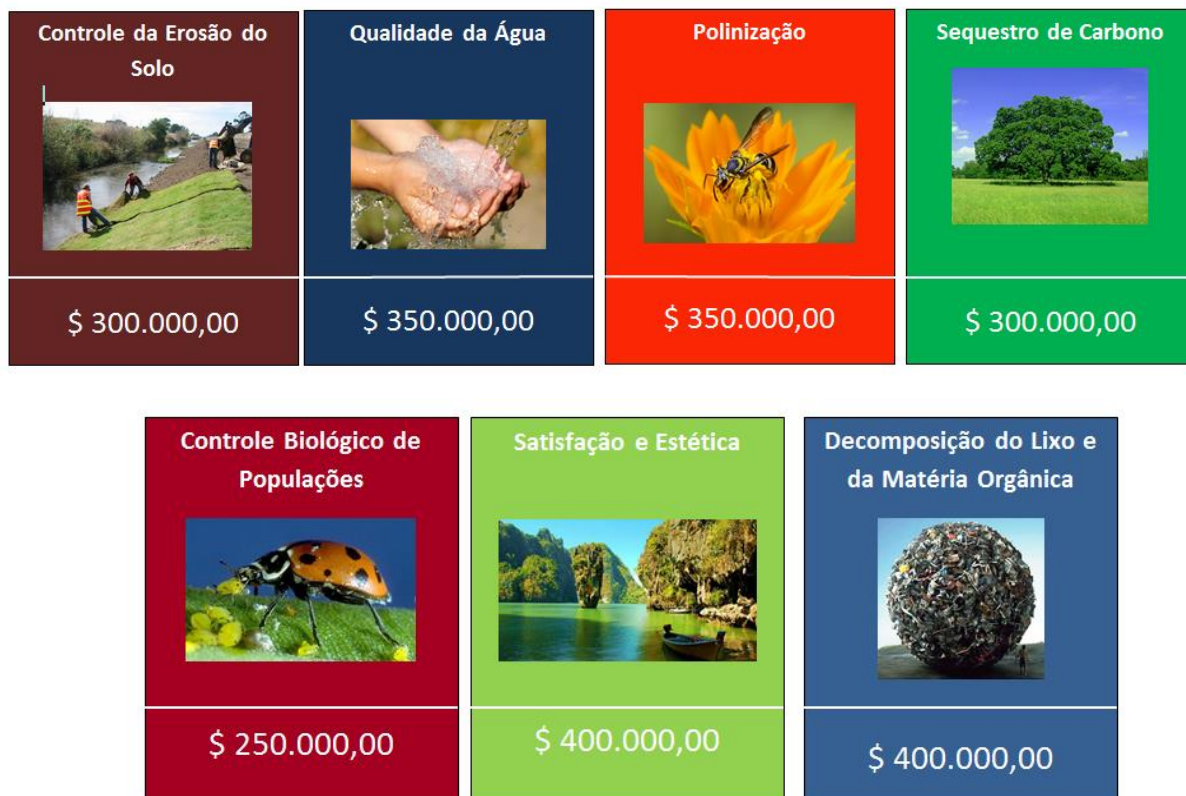 Controle da Erosão do
Solo
$ 300.000,00
Qualidade da Água
$ 350.000,00
Polinização
$ 350.000,00
Sequestro de Carbono
$ 300.000,00
Controle Biológico de
Populações
$ 250.000,00
Satisfação e Estética
$ 400.000,00
Decomposição do Lixo e
da Matéria Orgânica
$ 400.000,00